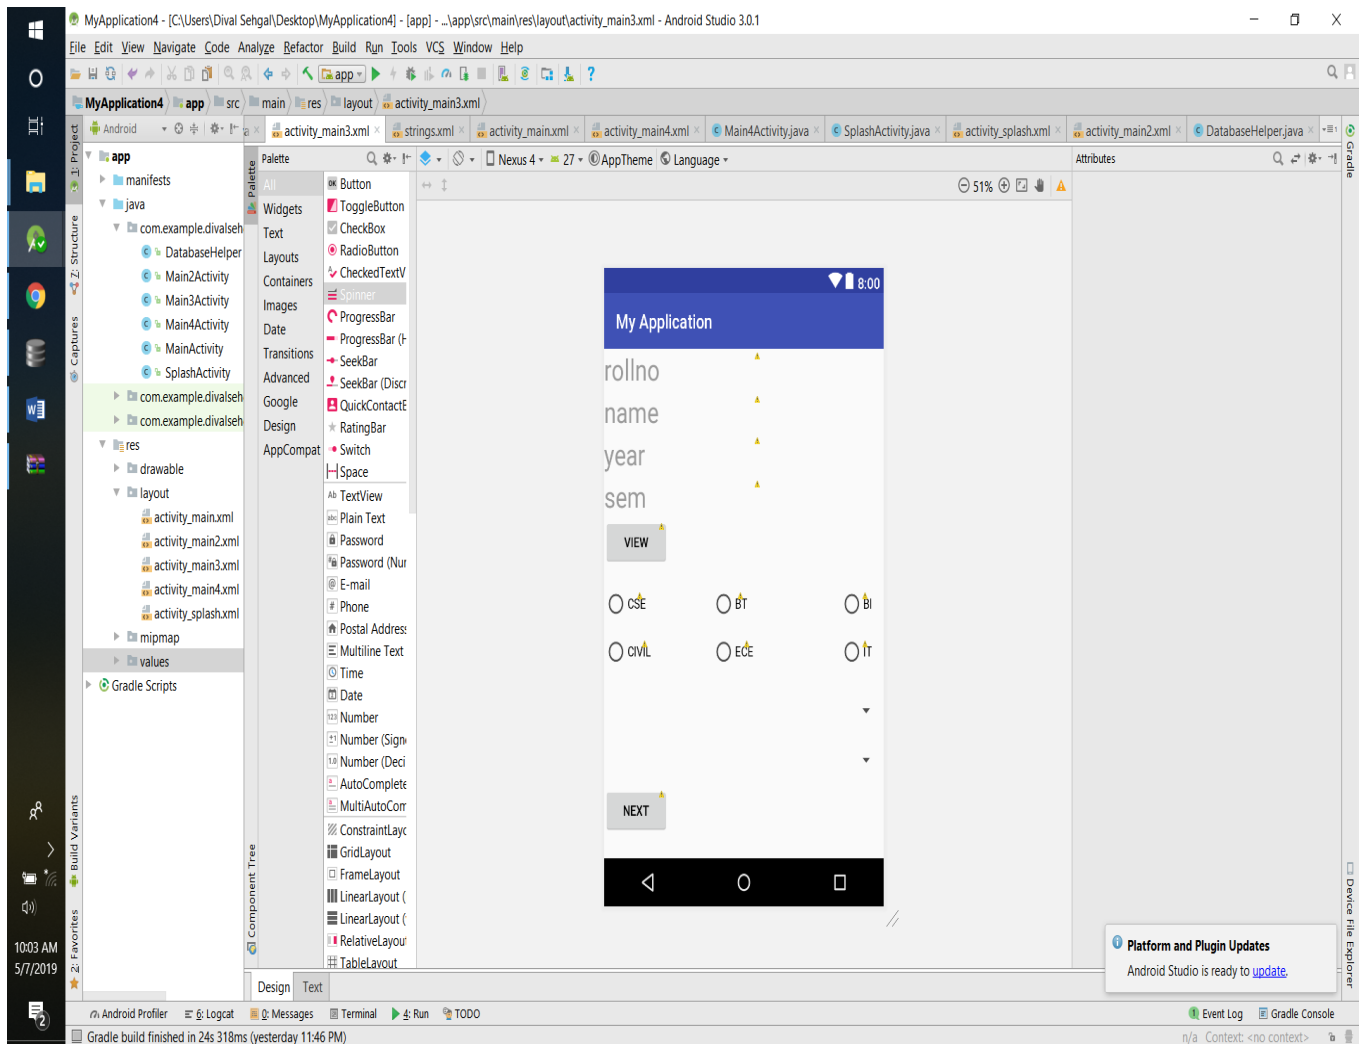 MyApplication4 - [C:\Users\Dival Sehgal\Desktop\MyApplication4] - [app] - ...\app\src\main\res\layout\activity_main3.xml - Android Studio 3.0.1
File Edit View Navigate Code Analyze Refactor Build Run Tools VCS Window Help
app
MyApplication4 app src main res layout activity_main3.xml
Android
a activity_main3.xml strings.xml activity_main.xml activity_main4.xml Main4Activity.java SplashActivity.java activity_splash.xml activity_main2.xml DatabaseHelper.java
1: Project
Z: Structure
Captures
Build Variants
2: Favorites
app
manifests
java
com.example.divalseh
DatabaseHelper
Main2Activity
Main3Activity
Main4Activity
MainActivity
SplashActivity
com.example.divalseh
com.example.divalseh
res
drawable
layout
activity_main.xml
activity_main2.xml
activity_main3.xml
activity_main4.xml
activity_splash.xml
mipmap
values
Gradle Scripts
Palette
Component Tree
Palette
All
Widgets
Text
Layouts
Containers
Images
Date
Transitions
Advanced
Google
Design
AppCompat
OK Button
ToggleButton
CheckBox
RadioButton
CheckedTextV
Spinner
ProgressBar
ProgressBar (H
SeekBar
SeekBar (Discr
QuickContactE
RatingBar
Switch
Space
Ab TextView
abc Plain Text
Password
Password (Nur
@ E-mail
# Phone
Postal Address
Multiline Text
Time
Date
123 Number
±1 Number (Sign
1.0 Number (Deci
AutoComplete
MultiAutoCom
ConstraintLayc
GridLayout
FrameLayout
LinearLayout (
LinearLayout (
RelativeLayout
TableLayout
Nexus 4 27 AppTheme Language
51%
Attributes
8:00
My Application
rollno
name
year
sem
VIEW
CSE BT BI
CIVIL ECE IT
NEXT
Gradle
Device File Explorer
Platform and Plugin Updates
Android Studio is ready to update.
Design Text
Android Profiler 6: Logcat 0: Messages Terminal 4: Run TODO
1 Event Log Gradle Console
Gradle build finished in 24s 318ms (yesterday 11:46 PM)
n/a Context: <no context>
10:03 AM
5/7/2019
2